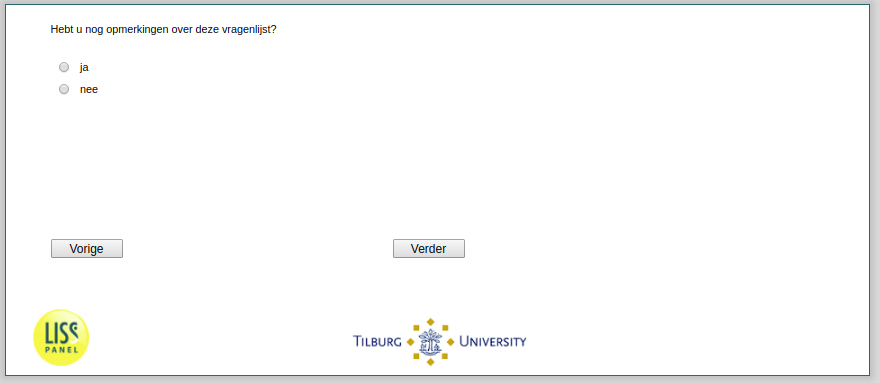 Hebt u nog opmerkingen over deze vragenlijst?
ja
nee
Vorige
Verder
LISS
PANEL
TILBURG UNIVERSITY